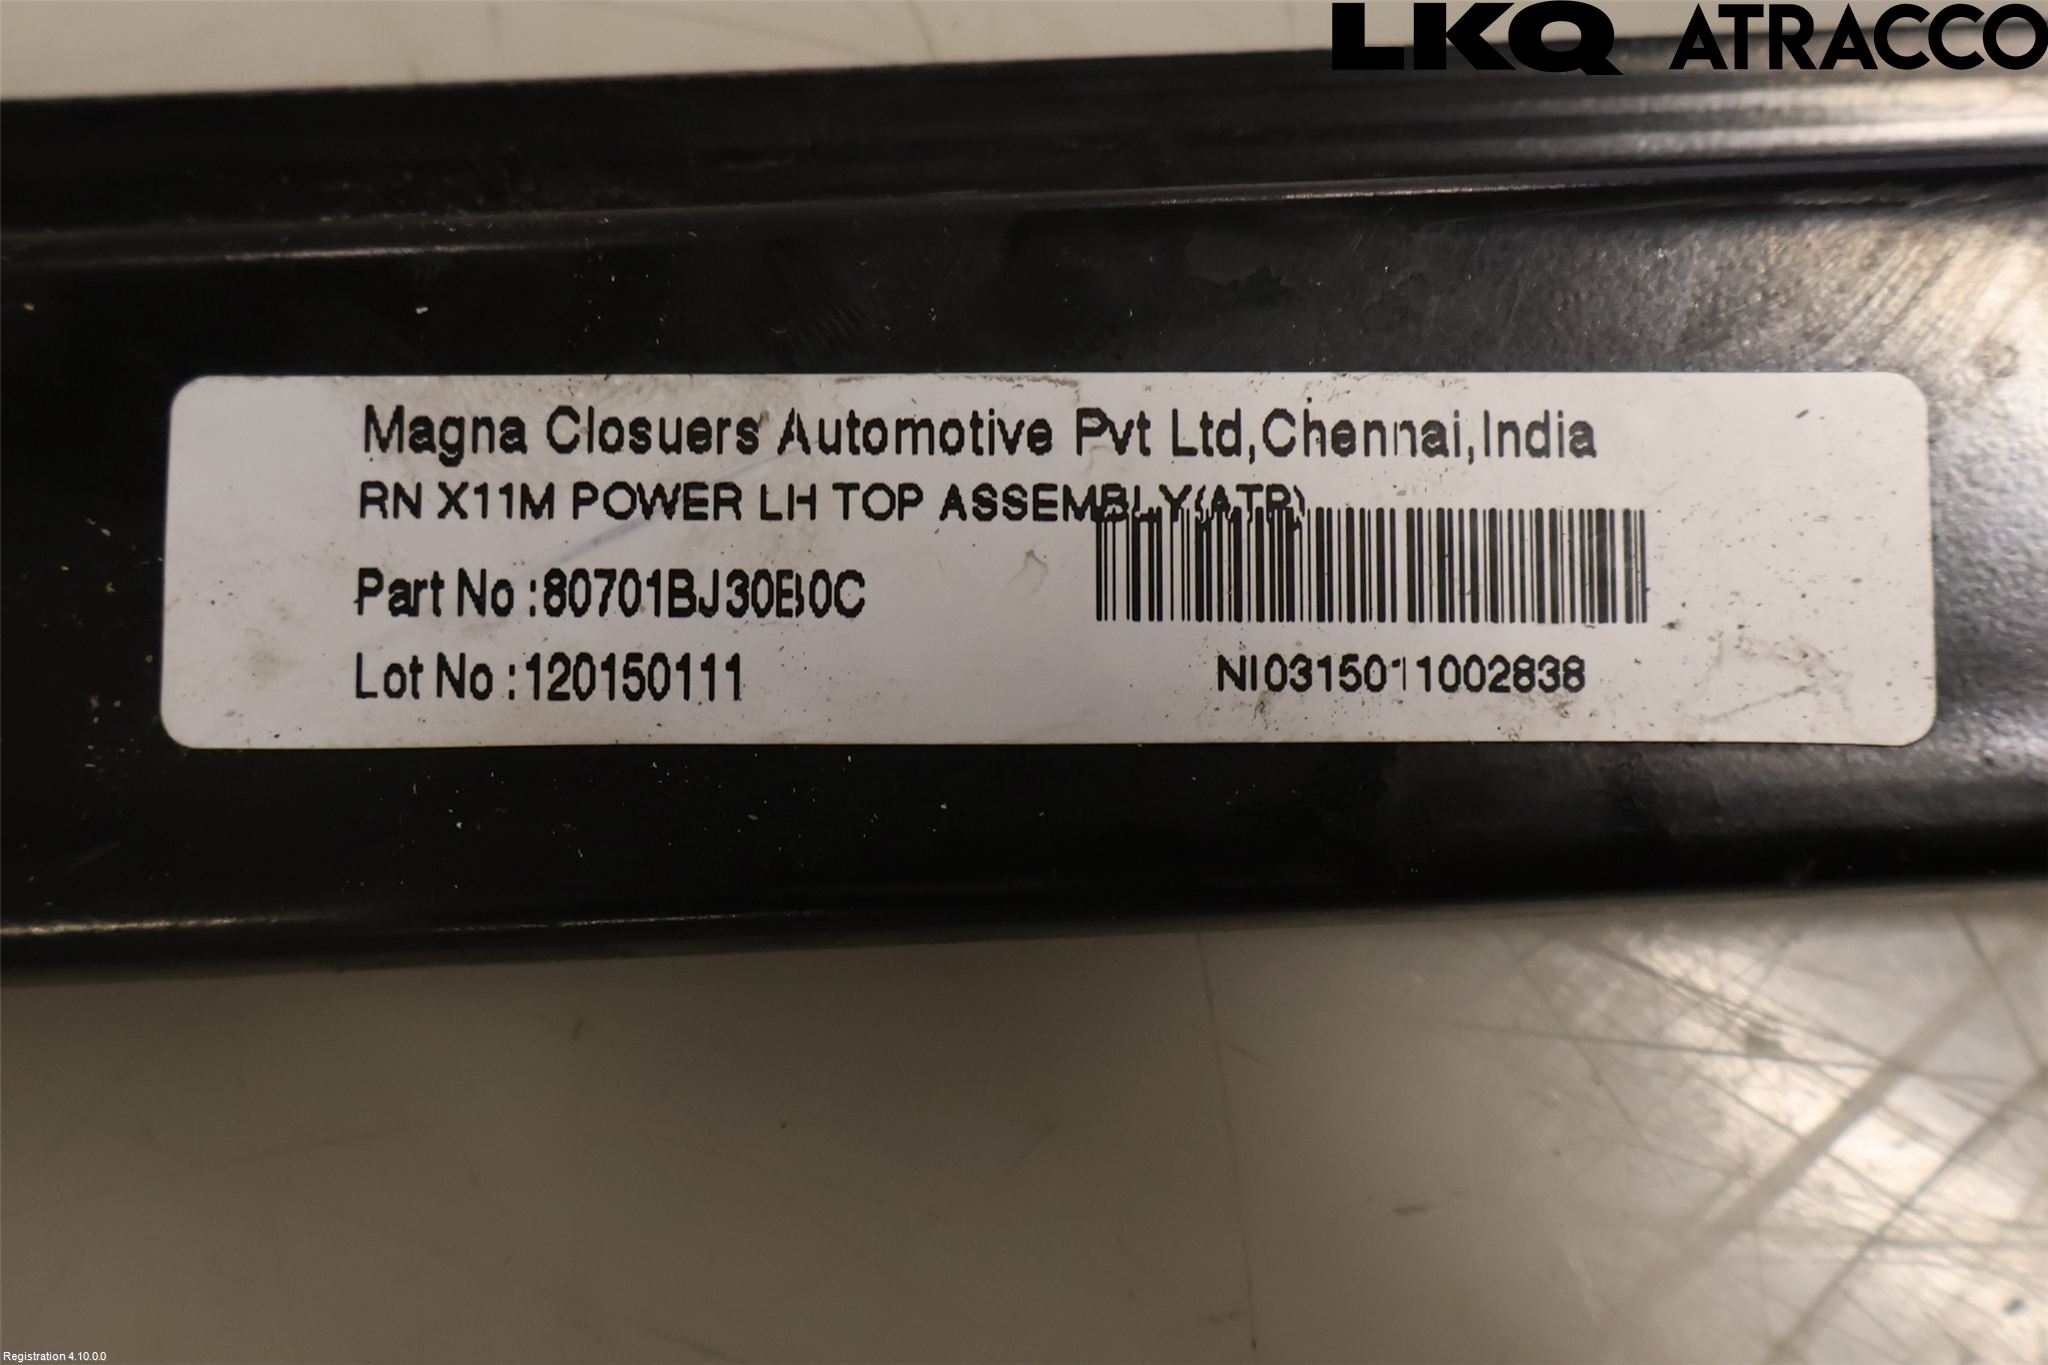 LKQ ATRACCO
Magna Closuers Automotive Pvt Ltd,Chennai,India
RN X11M POWER LH TOP ASSEMBLY(ATP)
Part No :80701BJ30B0C
Lot No :120150111
NI0315011002838
Registration 4.10.0.0